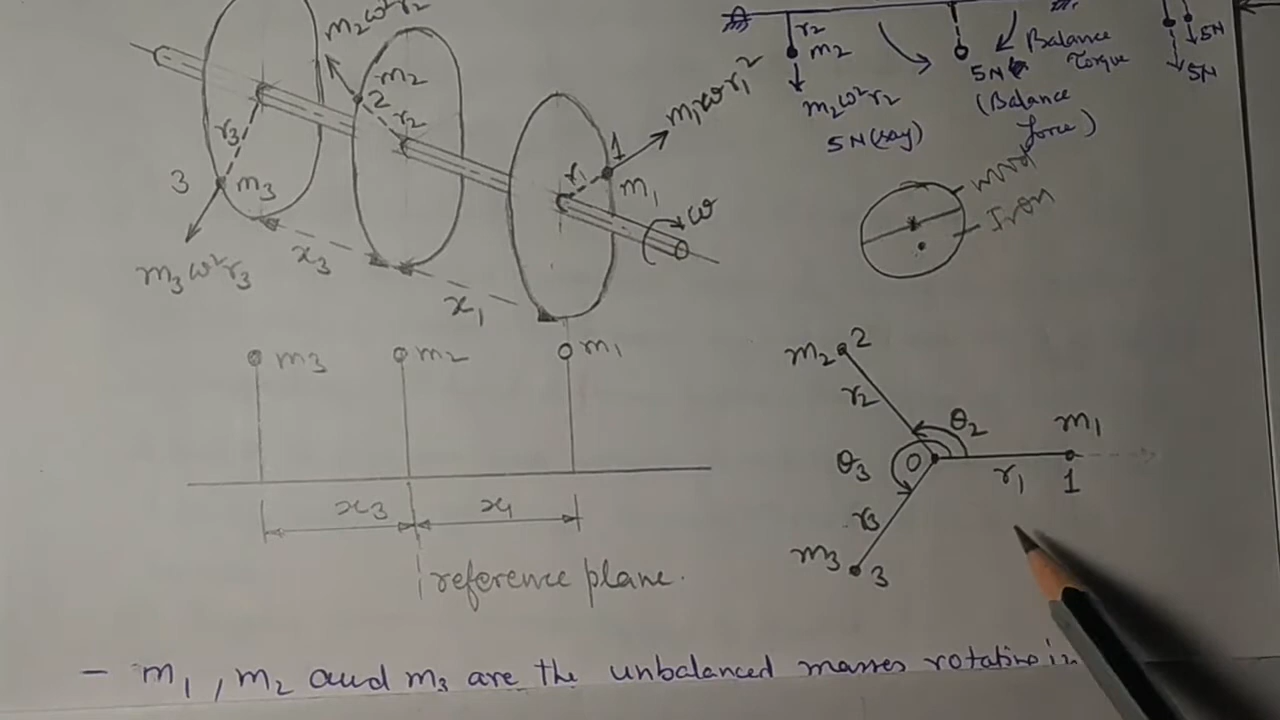 m₂ω²r₂
m₂
2
r₂
r₃
3
m₃
m₃ω²r₃
x₃
x₁
1
r₁
m₁
m₁ωr₁²
ω
r₂
m₂
m₂ω²r₂
5N (say)
5N
(Balance
force)
Balance
Torque
5N
5N
Iron
m₃
m₂
m₁
x₃
x₁
reference plane.
m₂
2
r₂
θ₂
m₁
θ₃
O
r₁
1
r₃
m₃
3
- m₁, m₂ and m₃ are the unbalanced masses rotating in